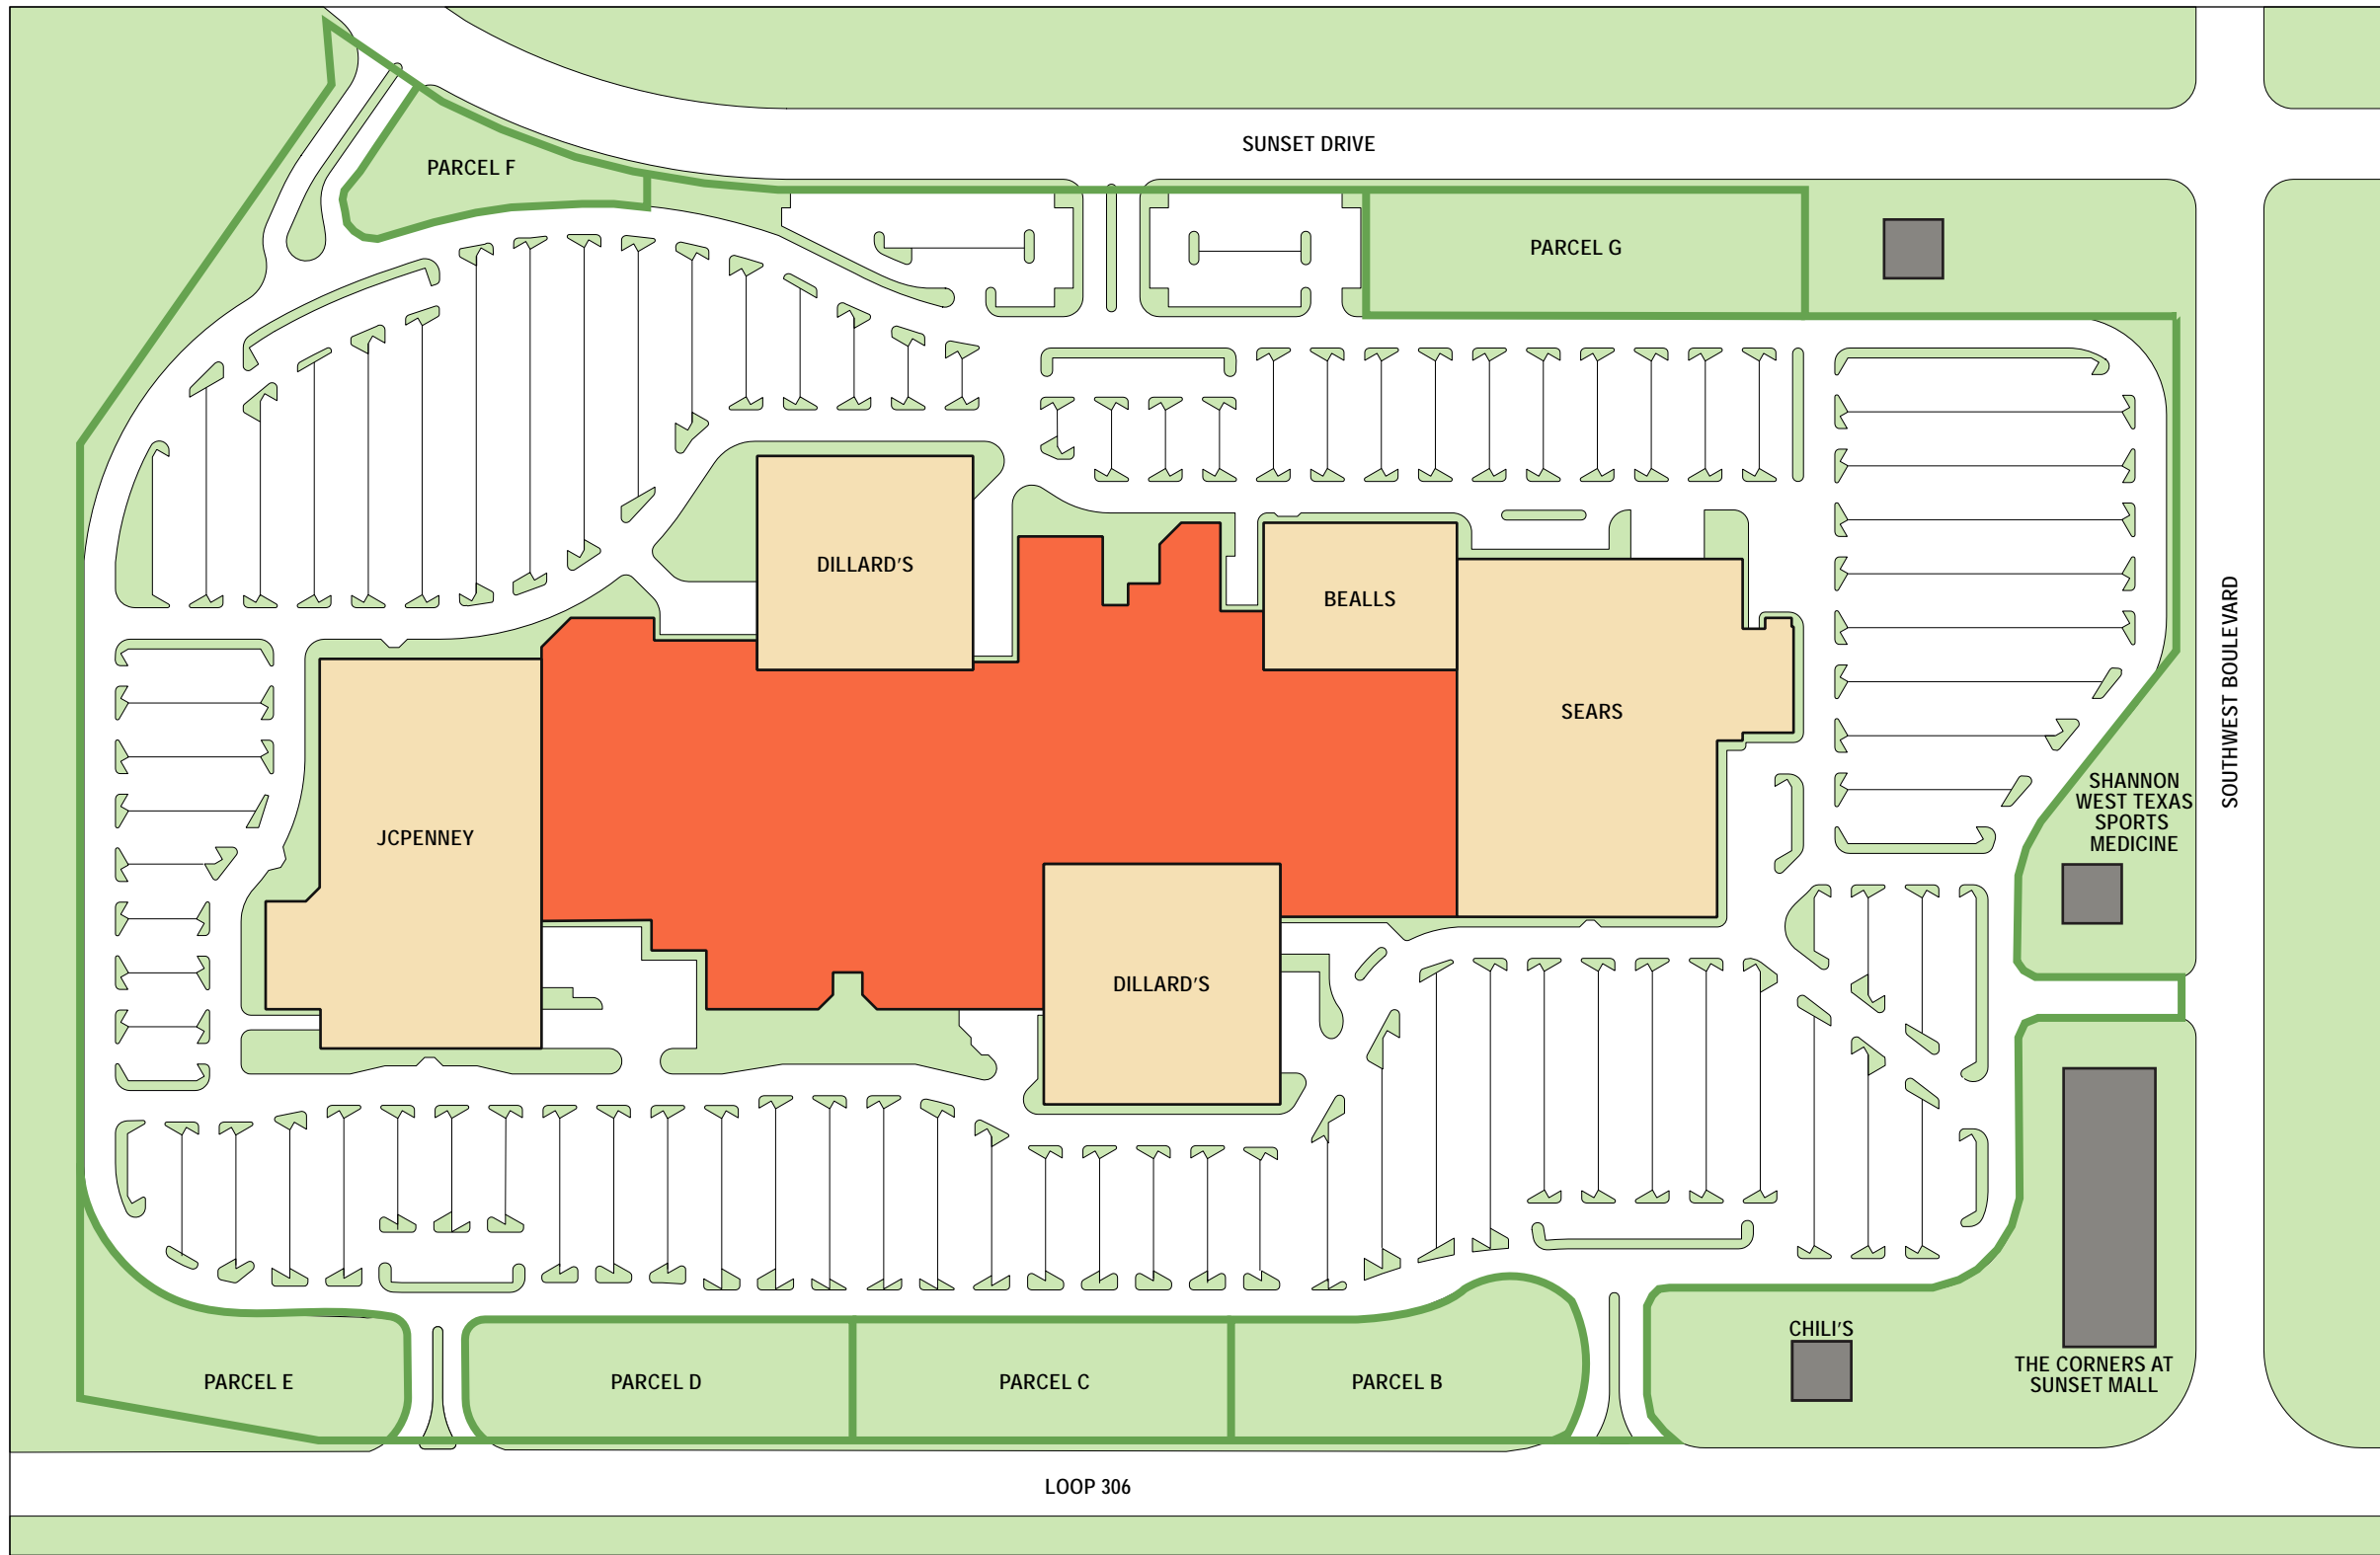 SUNSET DRIVE
PARCEL F
PARCEL G
DILLARD'S
BEALLS
SEARS
JCPENNEY
DILLARD'S
SOUTHWEST BOULEVARD
SHANNON
WEST TEXAS
SPORTS
MEDICINE
CHILI'S
THE CORNERS AT
SUNSET MALL
PARCEL E
PARCEL D
PARCEL C
PARCEL B
LOOP 306